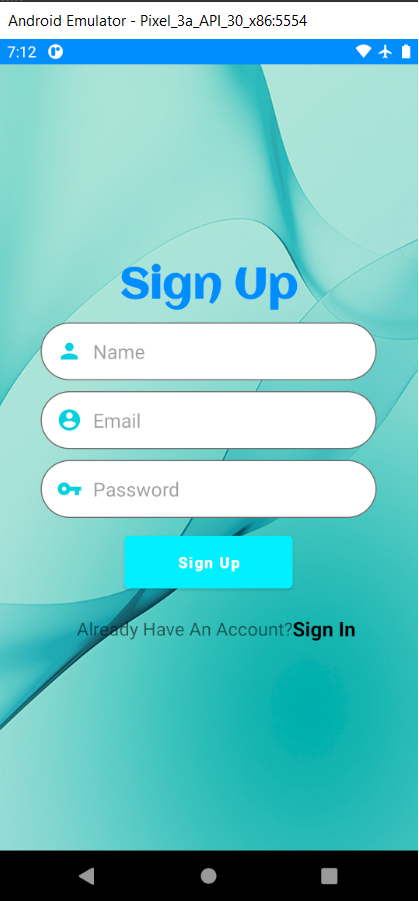 Android Emulator - Pixel_3a_API_30_x86:5554
7:12
Sign Up
Name
Email
Password
Sign Up
Already Have An Account?Sign In